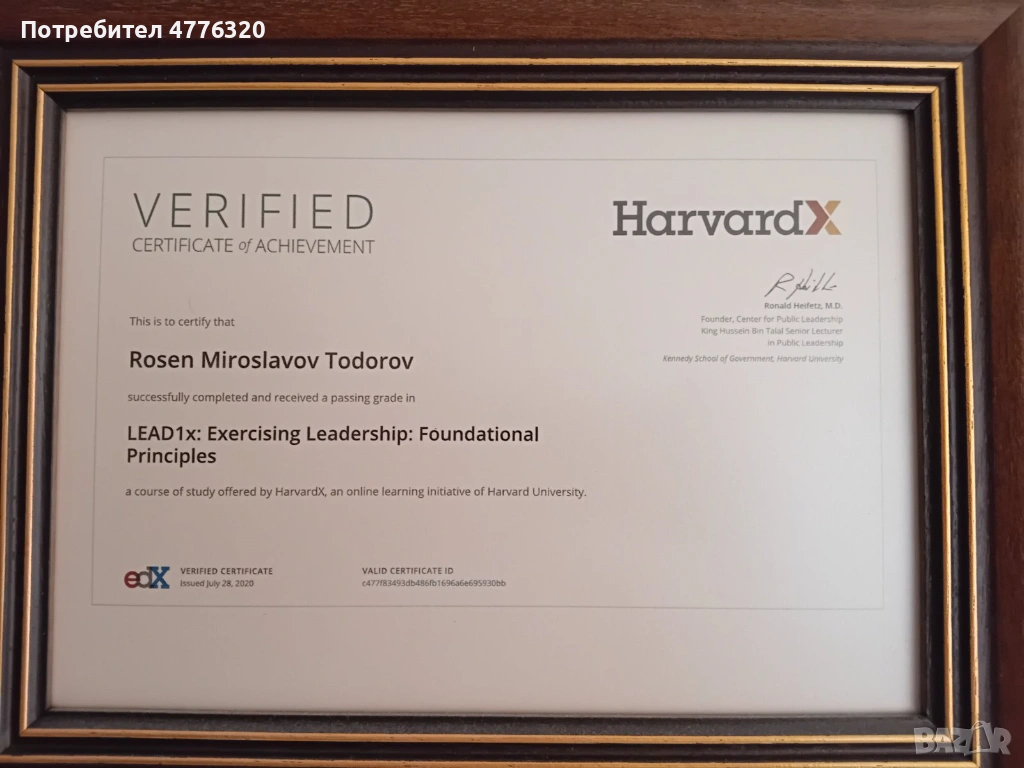 Потребител 4776320
VERIFIED
CERTIFICATE of ACHIEVEMENT
HarvardX
Ronald Heifetz, M.D.
Founder, Center for Public Leadership
King Hussein Bin Talal Senior Lecturer
in Public Leadership
Kennedy School of Government, Harvard University
This is to certify that
Rosen Miroslavov Todorov
successfully completed and received a passing grade in
LEAD1x: Exercising Leadership: Foundational
Principles
a course of study offered by HarvardX, an online learning initiative of Harvard University.
edX
VERIFIED CERTIFICATE
Issued July 28, 2020
VALID CERTIFICATE ID
c477f83493db486fb1696a6e695930bb
BAZAR